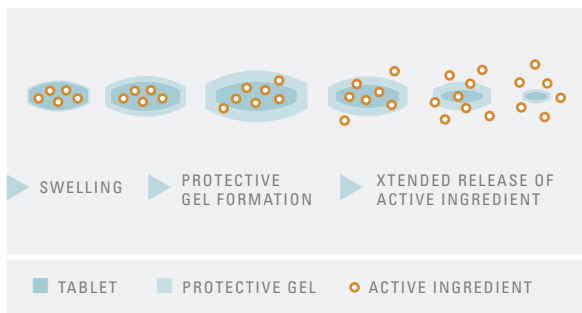 SWELLING
PROTECTIVE
GEL FORMATION
XTENDED RELEASE OF
ACTIVE INGREDIENT
TABLET
PROTECTIVE GEL
ACTIVE INGREDIENT